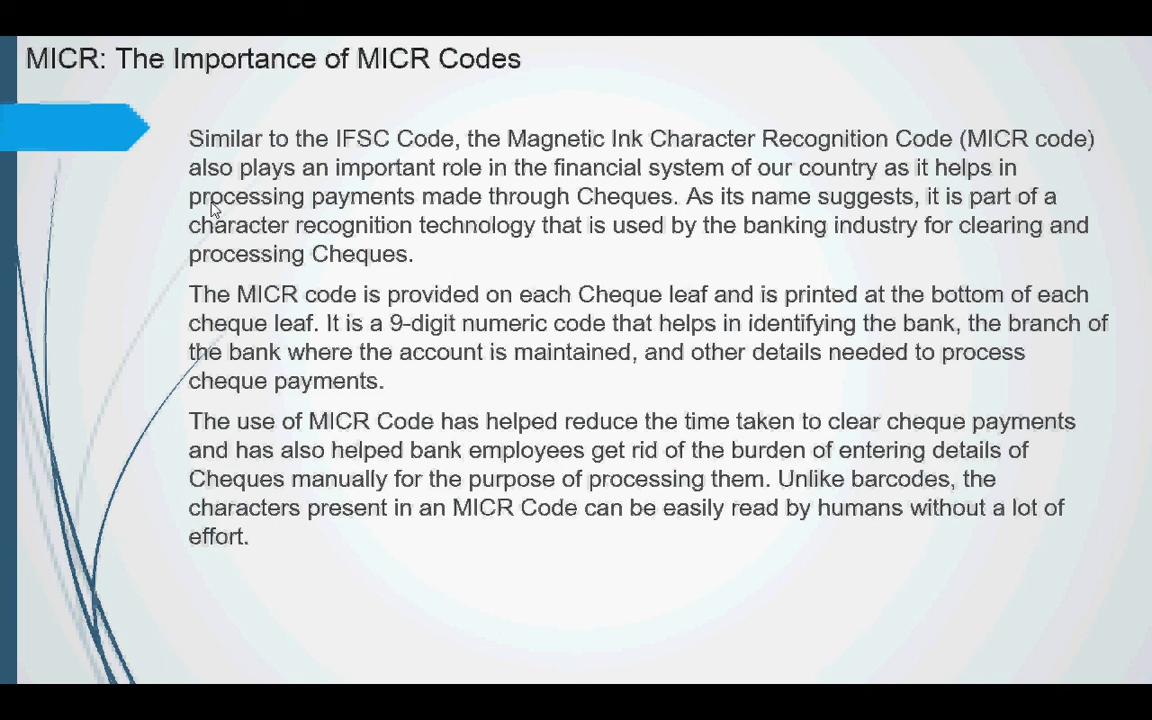 MICR: The Importance of MICR Codes
Similar to the IFSC Code, the Magnetic Ink Character Recognition Code (MICR code)
also plays an important role in the financial system of our country as it helps in
processing payments made through Cheques. As its name suggests, it is part of a
character recognition technology that is used by the banking industry for clearing and
processing Cheques.
The MICR code is provided on each Cheque leaf and is printed at the bottom of each
cheque leaf. It is a 9-digit numeric code that helps in identifying the bank, the branch of
the bank where the account is maintained, and other details needed to process
cheque payments.
The use of MICR Code has helped reduce the time taken to clear cheque payments
and has also helped bank employees get rid of the burden of entering details of
Cheques manually for the purpose of processing them. Unlike barcodes, the
characters present in an MICR Code can be easily read by humans without a lot of
effort.